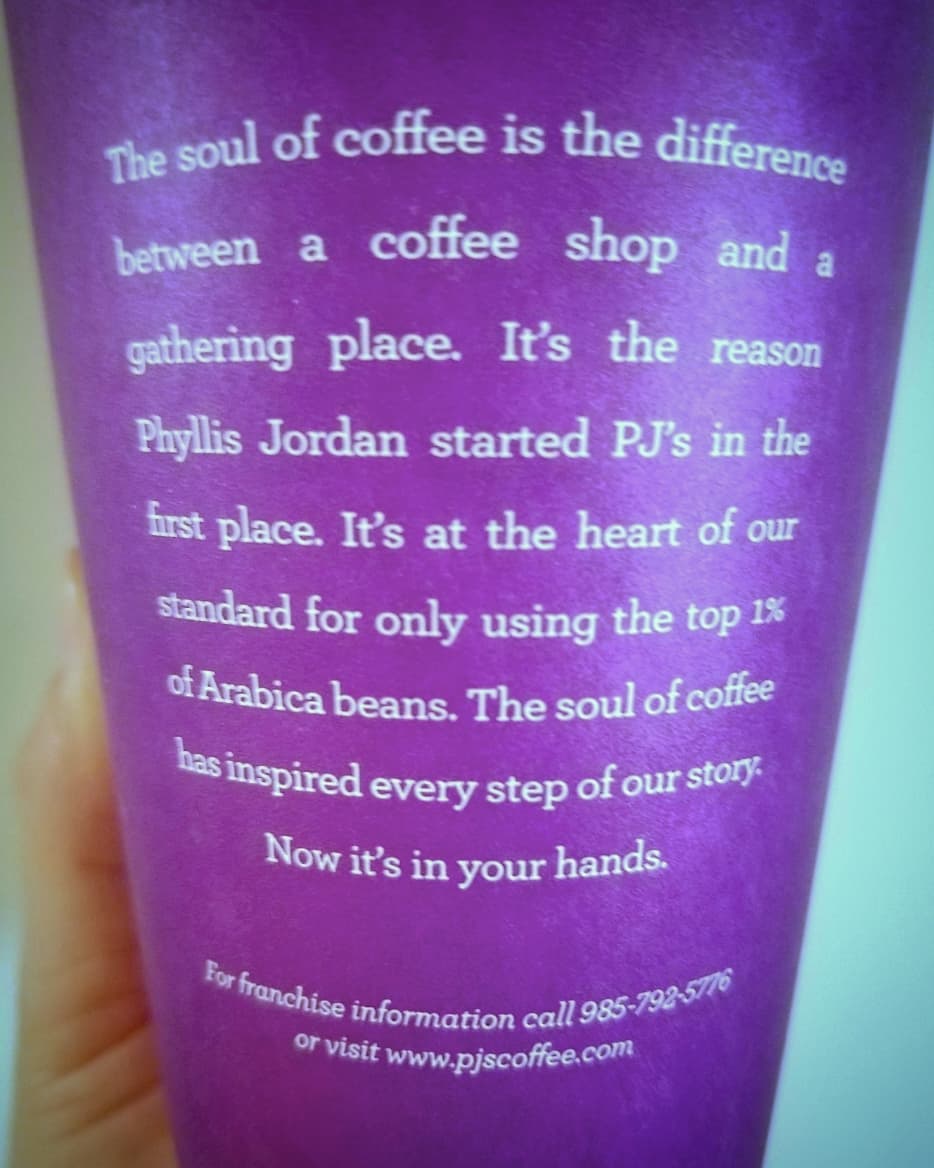 The soul of coffee is the difference
between a coffee shop and a
gathering place. It's the reason
Phyllis Jordan started PJ's in the
first place. It's at the heart of our
standard for only using the top 1%
of Arabica beans. The soul of coffee
has inspired every step of our story.
Now it's in your hands.
For franchise information call 985-792-5776
or visit www.pjscoffee.com